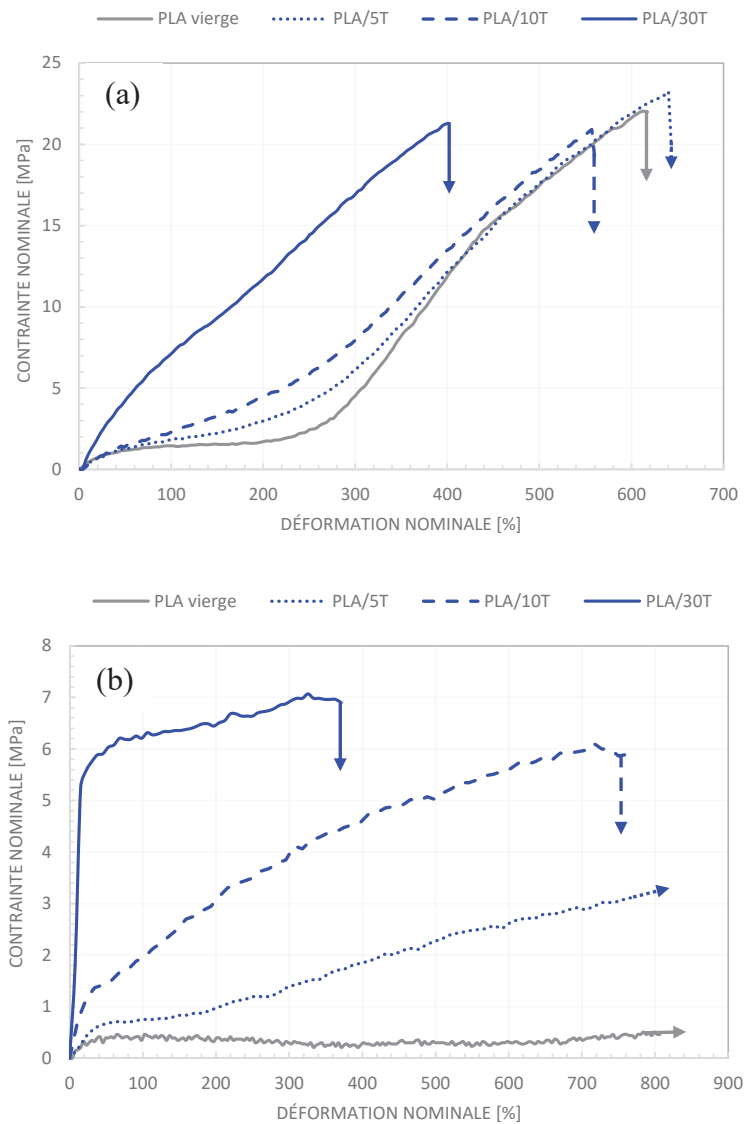 PLA vierge PLA/5T PLA/10T PLA/30T
(a)
25
20
15
10
5
0
CONTRAINTE NOMINALE [MPa]
0 100 200 300 400 500 600 700
DÉFORMATION NOMINALE [%]
PLA vierge PLA/5T PLA/10T PLA/30T
(b)
8
7
6
5
4
3
2
1
0
CONTRAINTE NOMINALE [MPa]
0 100 200 300 400 500 600 700 800 900
DÉFORMATION NOMINALE [%]